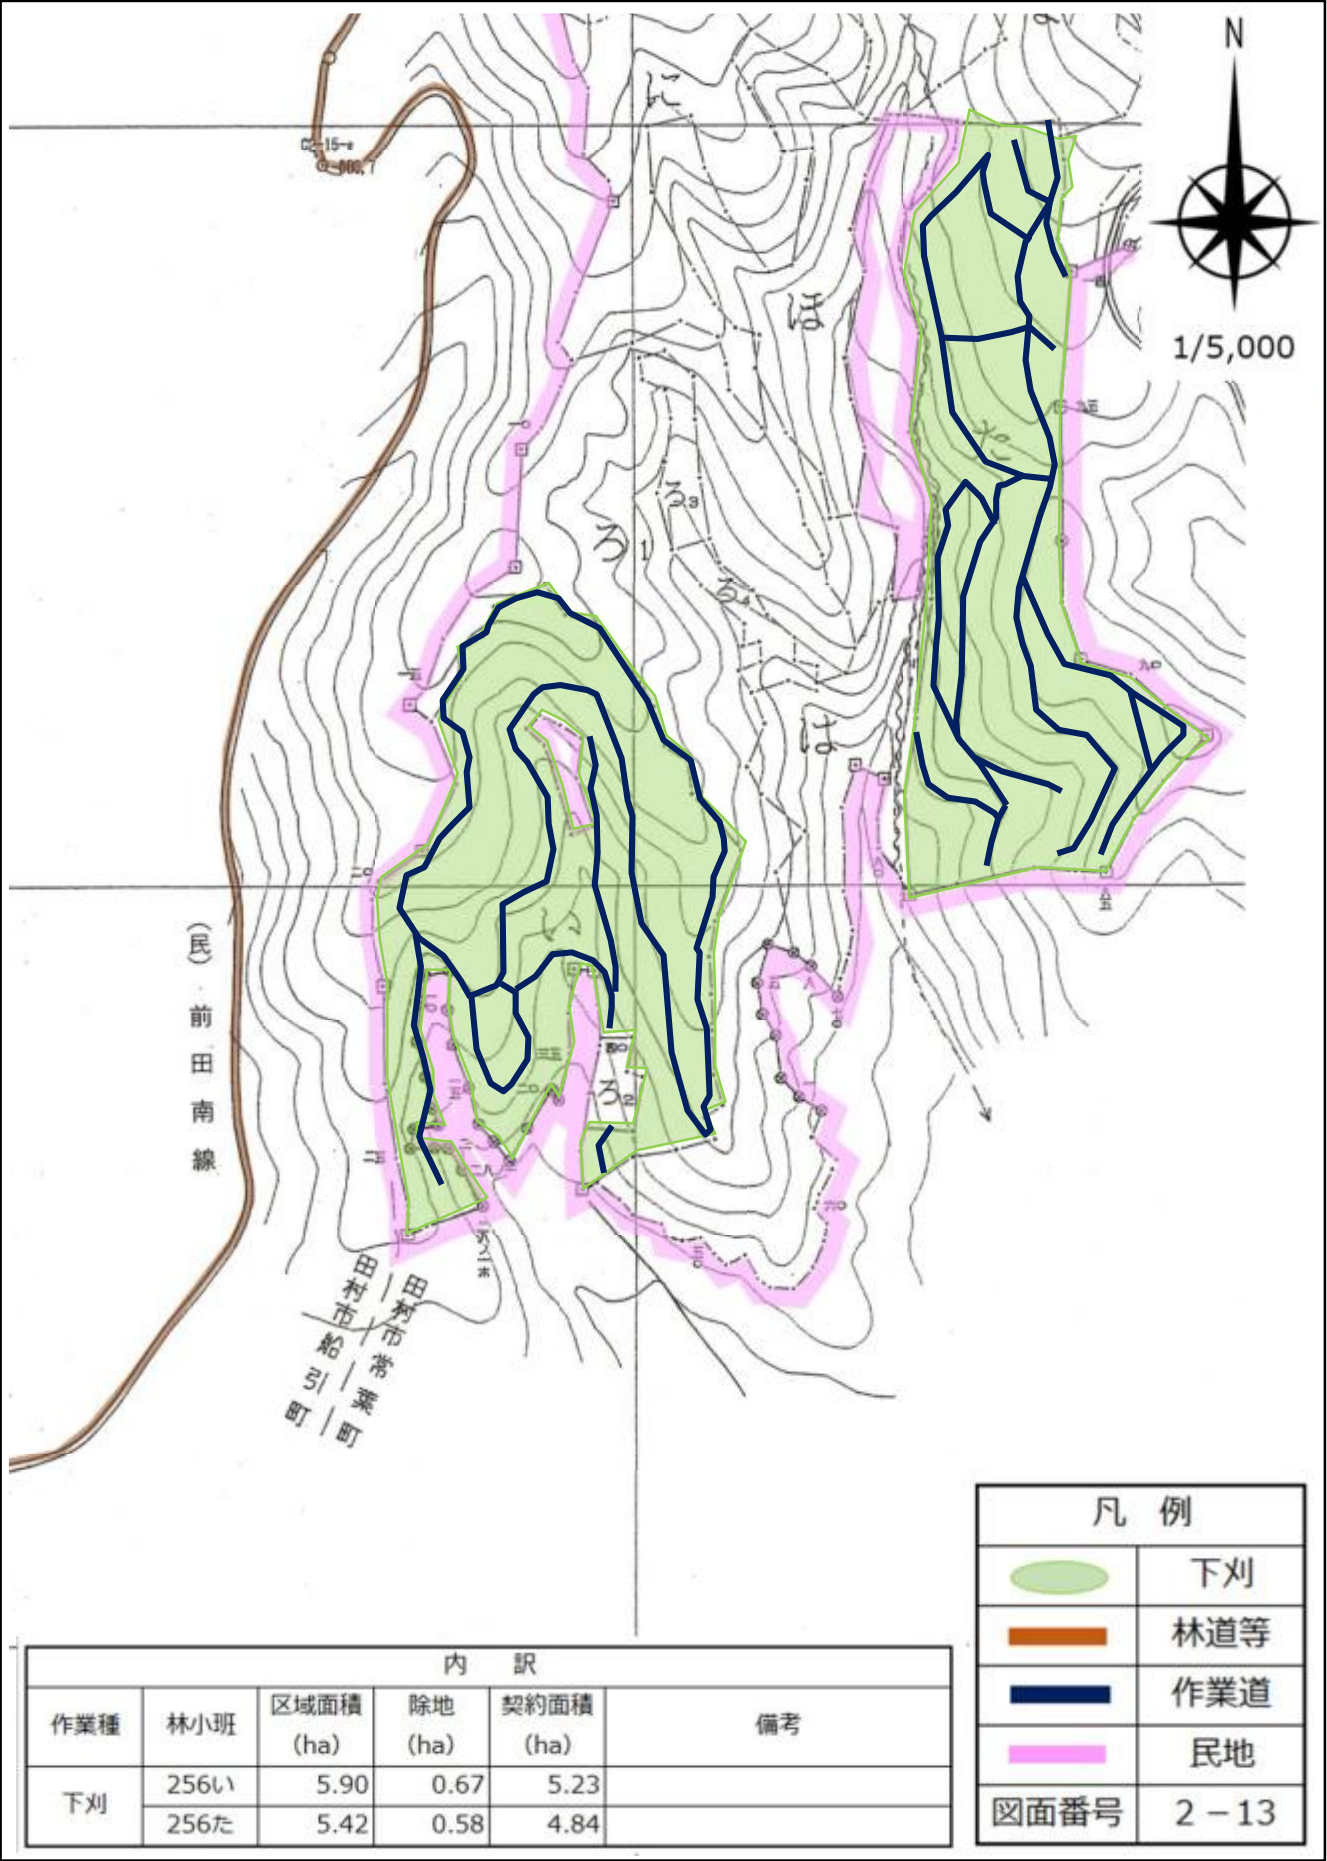 N
1/5,000
C2-15-e
に
ほ
た
ろ3
ろ1
ろ4
は
い
ろ2
(民)前田南線
田村市船引町
田村市常葉町
凡 例
下刈
林道等
作業道
民地
図面番号 2-13
内 訳
作業種 林小班 区域面積(ha) 除地(ha) 契約面積(ha) 備考
下刈 256い 5.90 0.67 5.23
256た 5.42 0.58 4.84